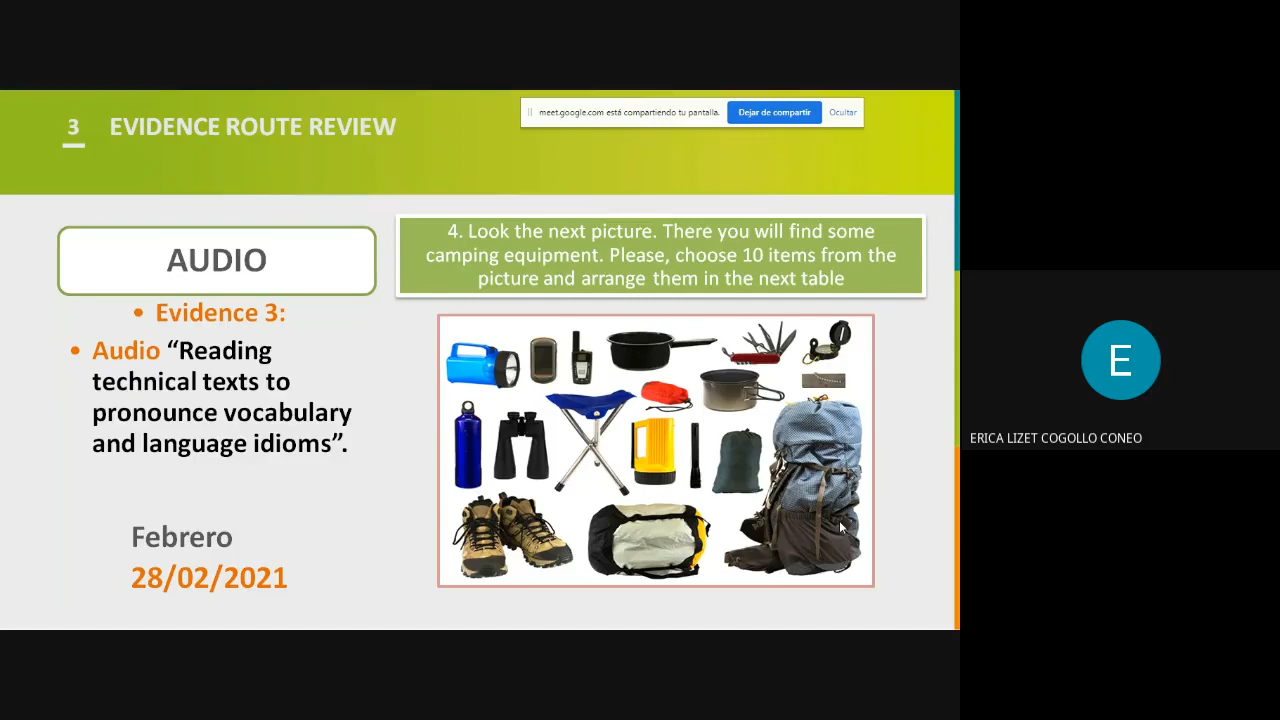 3 EVIDENCE ROUTE REVIEW
meet.google.com está compartiendo tu pantalla. Dejar de compartir Ocultar
AUDIO
• Evidence 3:
• Audio “Reading
technical texts to
pronounce vocabulary
and language idioms”.
Febrero
28/02/2021
4. Look the next picture. There you will find some
camping equipment. Please, choose 10 items from the
picture and arrange them in the next table
E
ERICA LIZET COGOLLO CONEO